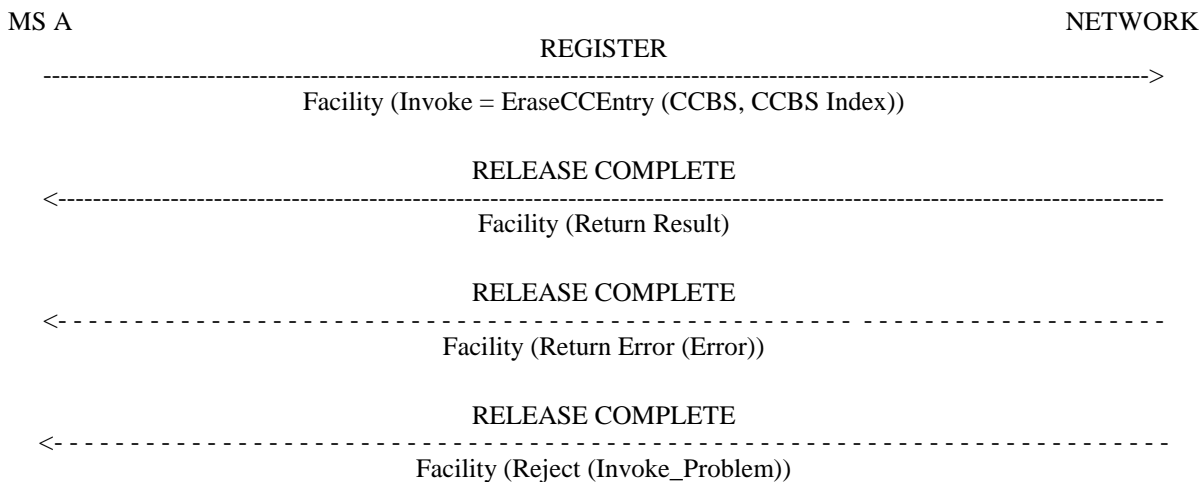 MS A NETWORK
REGISTER
------------------------------------------------------------------------------------------------------------------------------>
Facility (Invoke = EraseCCEntry (CCBS, CCBS Index))
RELEASE COMPLETE
<------------------------------------------------------------------------------------------------------------------------------
Facility (Return Result)
RELEASE COMPLETE
<- - - - - - - - - - - - - - - - - - - - - - - - - - - - - - - - - - - - - - - - - - - - - - - - - - - - - - - - - - - -
Facility (Return Error (Error))
RELEASE COMPLETE
<- - - - - - - - - - - - - - - - - - - - - - - - - - - - - - - - - - - - - - - - - - - - - - - - - - - - - - - - - - - -
Facility (Reject (Invoke_Problem))